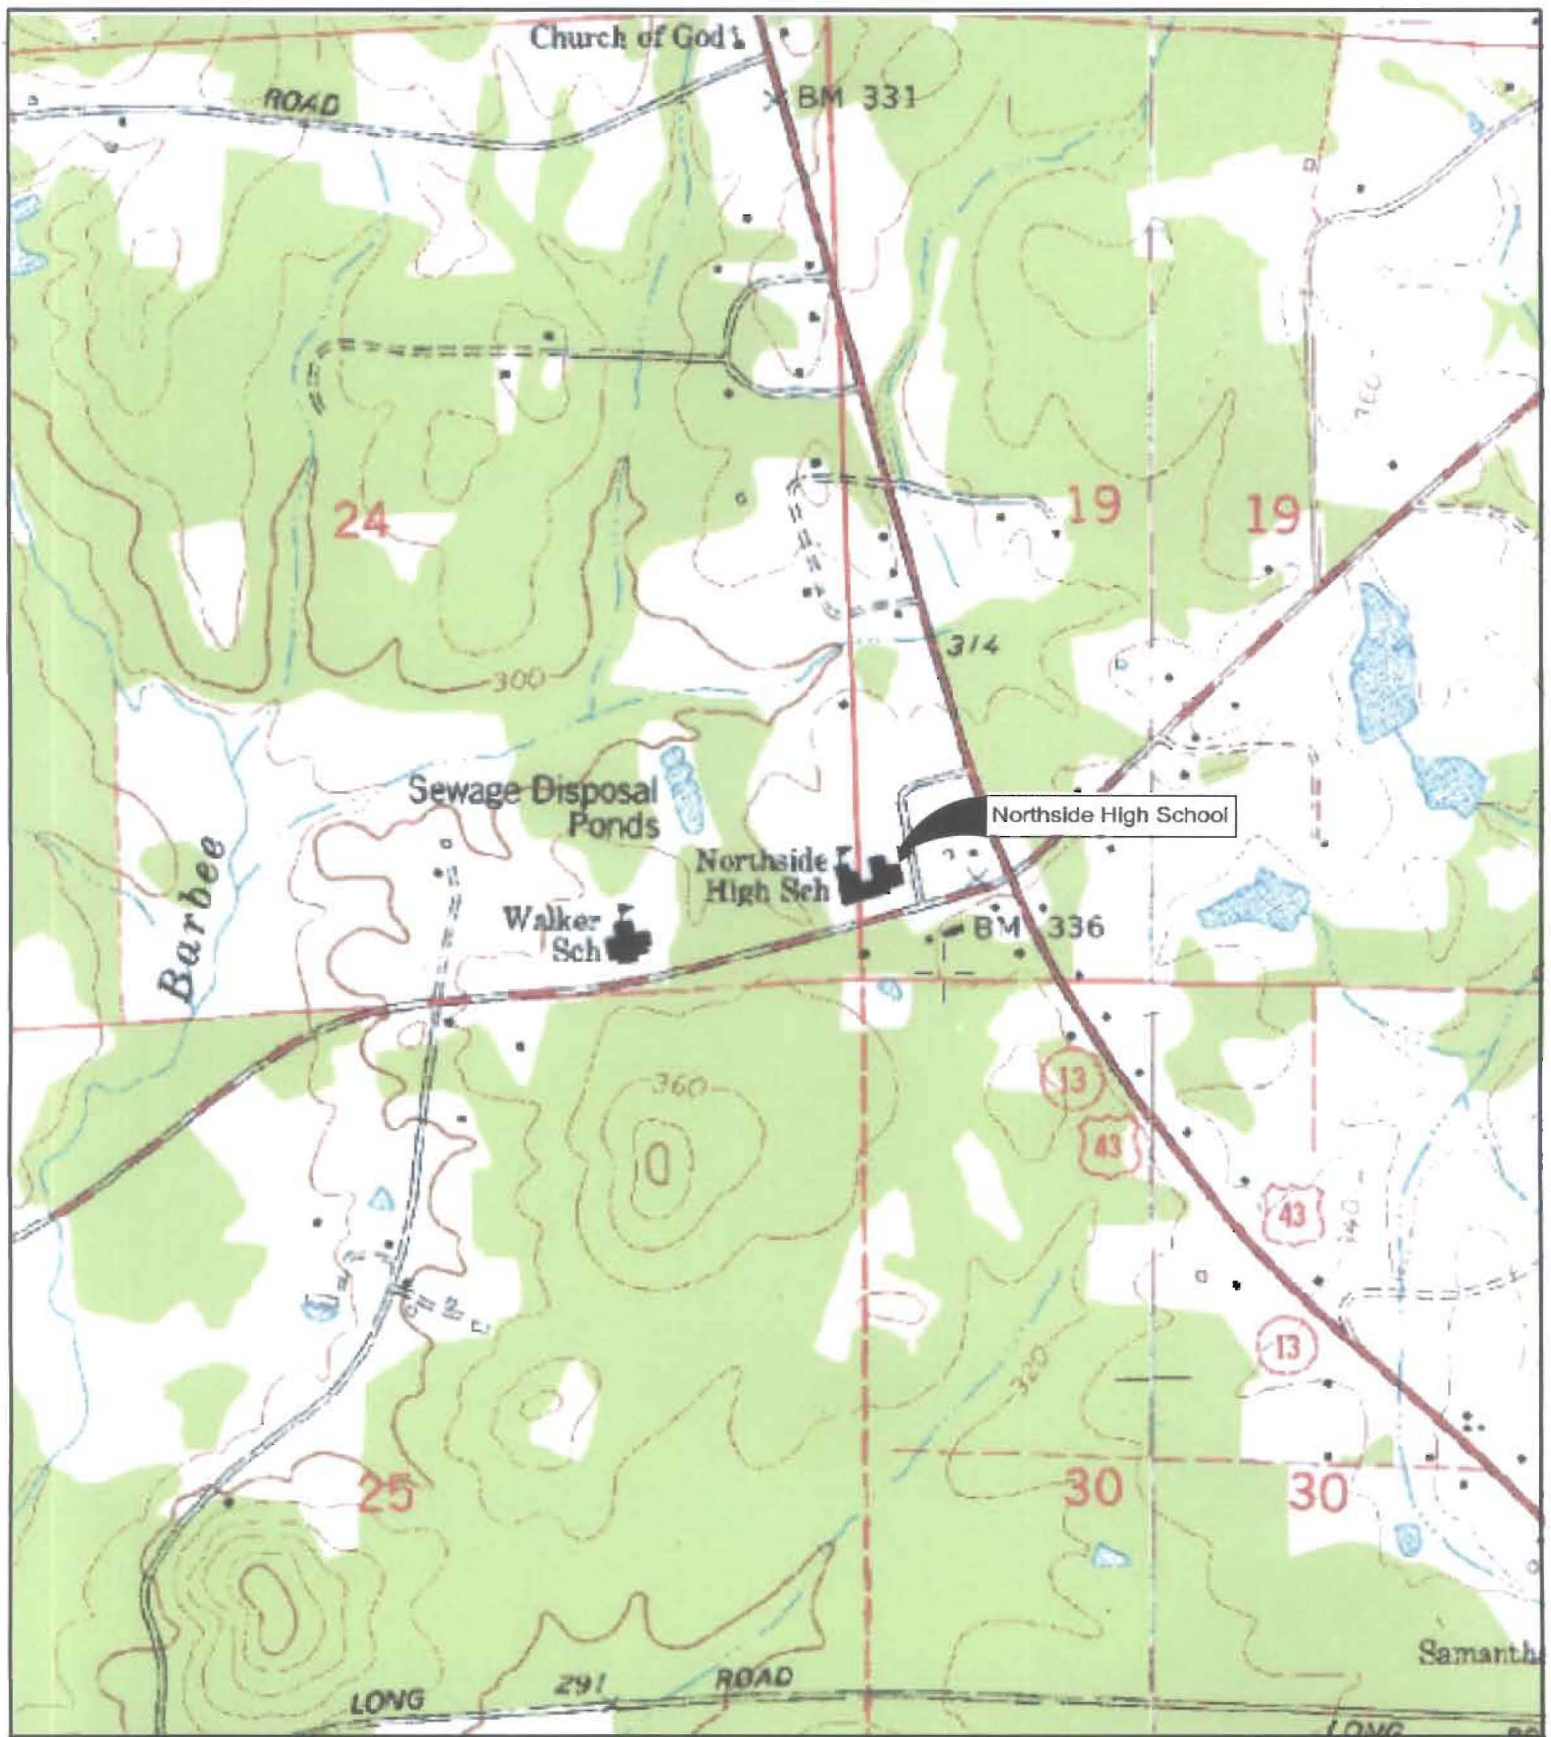 Church of God
ROAD
BM 331
360
24
19
19
314
300
Sewage Disposal
Ponds
Northside High School
Northside
High Sch
Barbee
Walker
Sch
BM 336
360
13
43
43
340
13
320
25
30
30
Samanth
LONG
291
ROAD
LONG